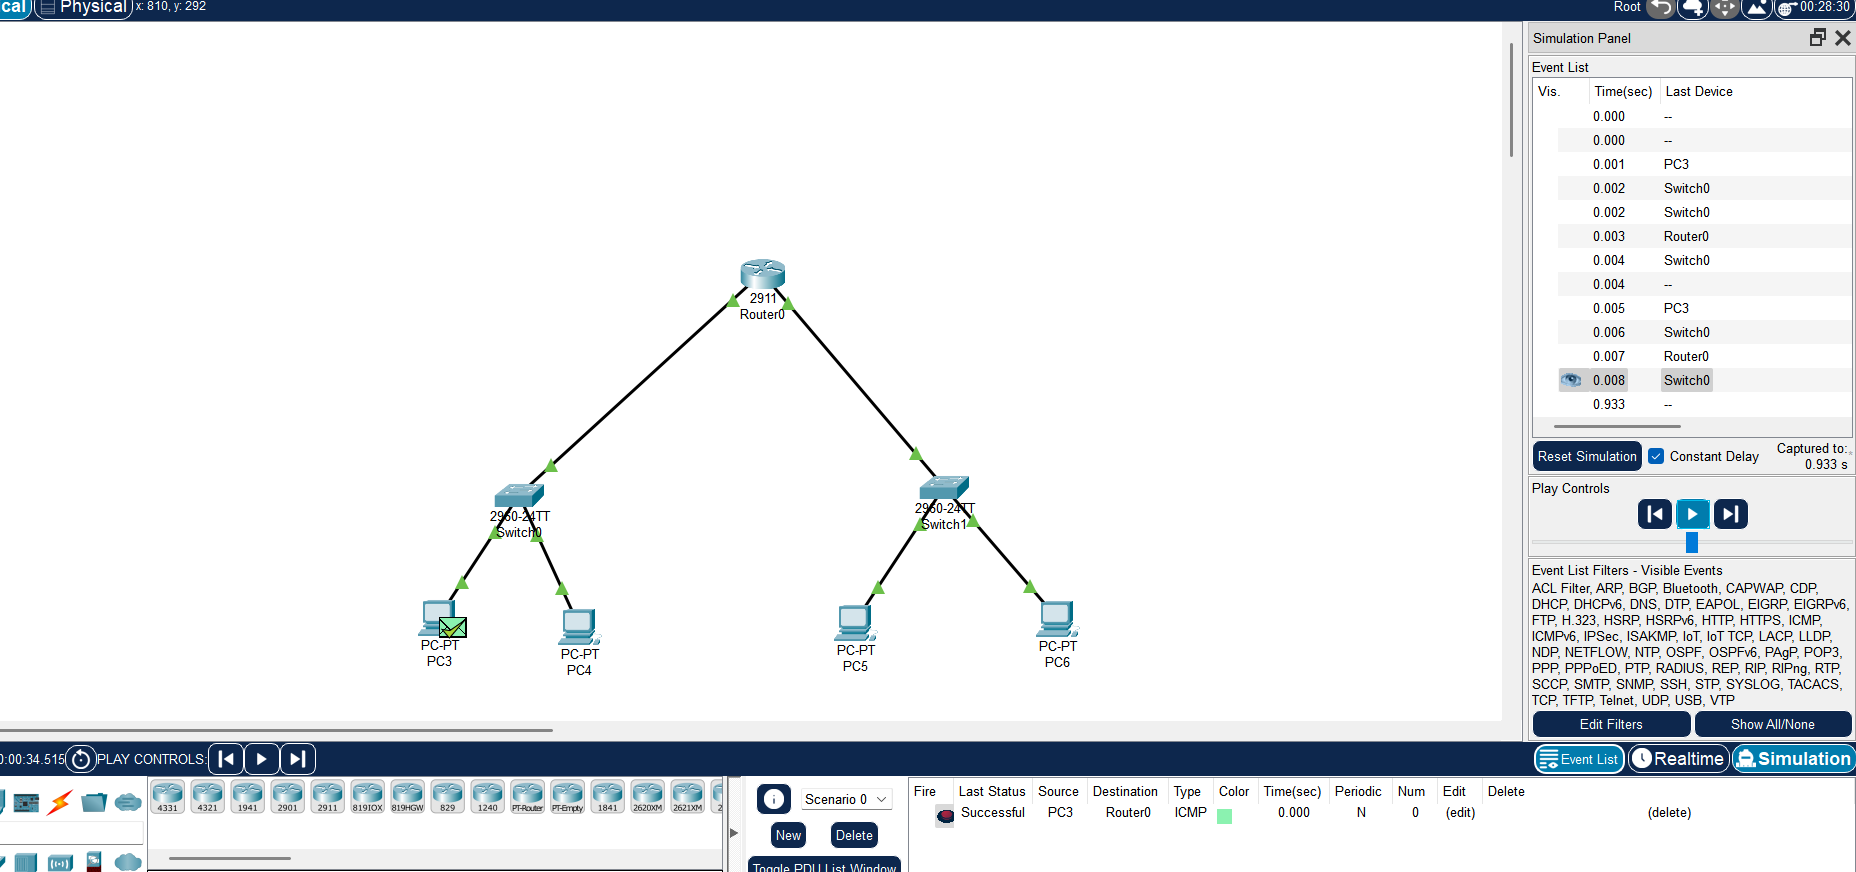 cal Physical x: 810, y: 292
Root 00:28:30
Simulation Panel
Event List
Vis. Time(sec) Last Device
0.000 --
0.000 --
0.001 PC3
0.002 Switch0
0.002 Switch0
0.003 Router0
0.004 Switch0
0.004 --
0.005 PC3
0.006 Switch0
0.007 Router0
0.008 Switch0
0.933 --
Reset Simulation Constant Delay Captured to:
0.933 s
Play Controls
Event List Filters - Visible Events
ACL Filter, ARP, BGP, Bluetooth, CAPWAP, CDP,
DHCP, DHCPv6, DNS, DTP, EAPOL, EIGRP, EIGRPv6,
FTP, H.323, HSRP, HSRPv6, HTTP, HTTPS, ICMP,
ICMPv6, IPSec, ISAKMP, IoT, IoT TCP, LACP, LLDP,
NDP, NETFLOW, NTP, OSPF, OSPFv6, PAgP, POP3,
PPP, PPPoED, PTP, RADIUS, REP, RIP, RIPng, RTP,
SCCP, SMTP, SNMP, SSH, STP, SYSLOG, TACACS,
TCP, TFTP, Telnet, UDP, USB, VTP
Edit Filters Show All/None
2911
Router0
2960-24TT
Switch0
2960-24TT
Switch1
PC-PT
PC3
PC-PT
PC4
PC-PT
PC5
PC-PT
PC6
0:00:34.515 PLAY CONTROLS:
Event List Realtime Simulation
4331 4321 1941 2901 2911 819IOX 819HGW 829 1240 PT-Router PT-Empty 1841 2620XM 2621XM 2
Scenario 0
New Delete
Toggle PDU List Window
Fire Last Status Source Destination Type Color Time(sec) Periodic Num Edit Delete
Successful PC3 Router0 ICMP 0.000 N 0 (edit) (delete)